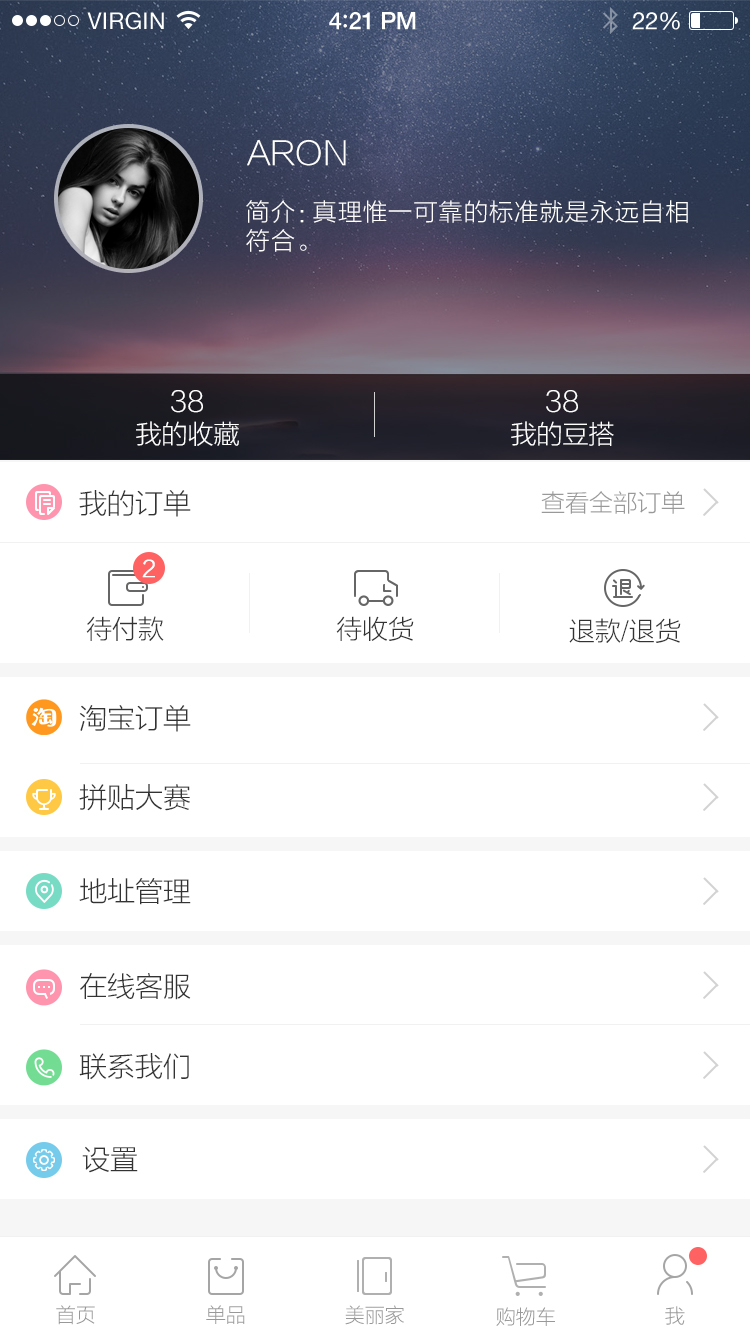 VIRGIN 4:21 PM 22%
ARON
简介: 真理惟一可靠的标准就是永远自相
符合。
38 38
我的收藏 我的豆搭
我的订单 查看全部订单
2
退
待付款 待收货 退款/退货
淘 淘宝订单
拼贴大赛
地址管理
在线客服
联系我们
设置
首页 单品 美丽家 购物车 我